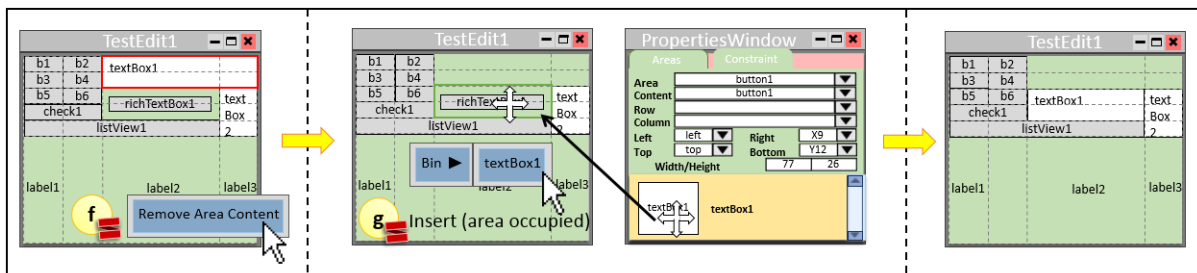 TestEdit1
b1 b2
textBox1
b3 b4
b5 b6
richTextBox1
text
check1
Box
listView1
2
label1 label2 label3
f
Remove Area Content
TestEdit1
b1 b2
b3 b4
b5 b6
text
check1
Box
listView1
2
Bin textBox1
label1 label3
g Insert (area occupied)
PropertiesWindow
Areas Constraint
Area button1
Content button1
Row
Column
Left left Right X9
Top top Bottom Y12
Width/Height 77 26
textBox1
TestEdit1
b1 b2
b3 b4
b5 b6 textBox1 text
check1 Box
listView1 2
label1 label2 label3